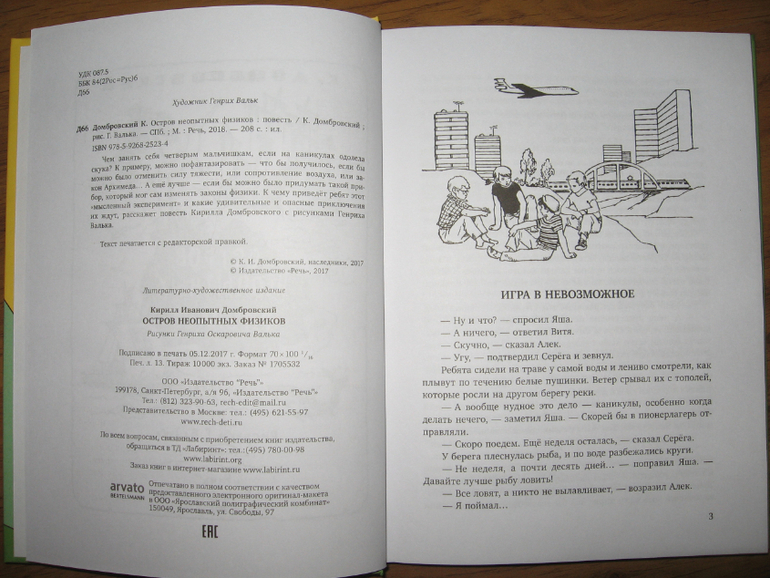 УДК 087.5
ББК 84(2Рос=Рус)6
Д66
Художник Генрих Вальк
Д66 Домбровский К. Остров неопытных физиков : повесть / К. Домбровский ;
рис. Г. Валька. — СПб. ; М. : Речь, 2018. — 208 с. : ил.
ISBN 978-5-9268-2523-4
Чем занять себя четверым мальчишкам, если на каникулах одолела
скука? К примеру, можно пофантазировать — что бы получилось, если бы
можно было отменить силу тяжести, или сопротивление воздуха, или за-
кон Архимеда... А ещё лучше — если бы можно было придумать такой при-
бор, который мог сам изменять законы физики. К чему приведёт ребят этот
«мысленный эксперимент» и какие удивительные и опасные приключения
их ждут, расскажет повесть Кирилла Домбровского с рисунками Генриха
Валька.
Текст печатается с редакторской правкой.
© К. И. Домбровский, наследники, 2017
© Издательство «Речь», 2017
Литературно-художественное издание
Кирилл Иванович Домбровский
ОСТРОВ НЕОПЫТНЫХ ФИЗИКОВ
Рисунки Генриха Оскаровича Валька
Подписано в печать 05.12.2017 г. Формат 70 × 100 1/16
Печ. л. 13. Тираж 10000 экз. Заказ № 1705532
ООО «Издательство "Речь"
199178, Санкт-Петербург, а/я 96, «Издательство "Речь"
Тел.: (812) 323-90-63, rech-edit@mail.ru
Представительство в Москве: тел.: (495) 621-55-97
www.rech-deti.ru
По всем вопросам, связанным с приобретением книг издательства,
обращаться в ТД «Лабиринт»: тел.:(495) 780-00-98
www.labirint.org
Заказ книг в интернет-магазине www.labirint.ru
arvato
BERTELSMANN
Отпечатано в полном соответствии с качеством
предоставленного электронного оригинал-макета
в ООО «Ярославский полиграфический комбинат»
150049, Ярославль, ул. Свободы, 97
EAC
ИГРА В НЕВОЗМОЖНОЕ
— Ну и что? — спросил Яша.
— А ничего, — ответил Витя.
— Скучно, — сказал Алек.
— Угу, — подтвердил Серёга и зевнул.
Ребята сидели на траве у самой воды и лениво смотрели, как
плывут по течению белые пушинки. Ветер срывал их с тополей,
которые росли на другом берегу реки.
— А вообще нудное это дело — каникулы, особенно когда
делать нечего, — заметил Яша. — Скорей бы в пионерлагерь от-
правляли.
— Скоро поедем. Ещё неделя осталась, — сказал Серёга.
У берега плеснулась рыба, и по воде разбежались круги.
— Не неделя, а почти десять дней... — поправил Яша. —
Давайте лучше рыбу ловить!
— Все ловят, а никто не вылавливает, — возразил Алек.
— Я поймал...
3